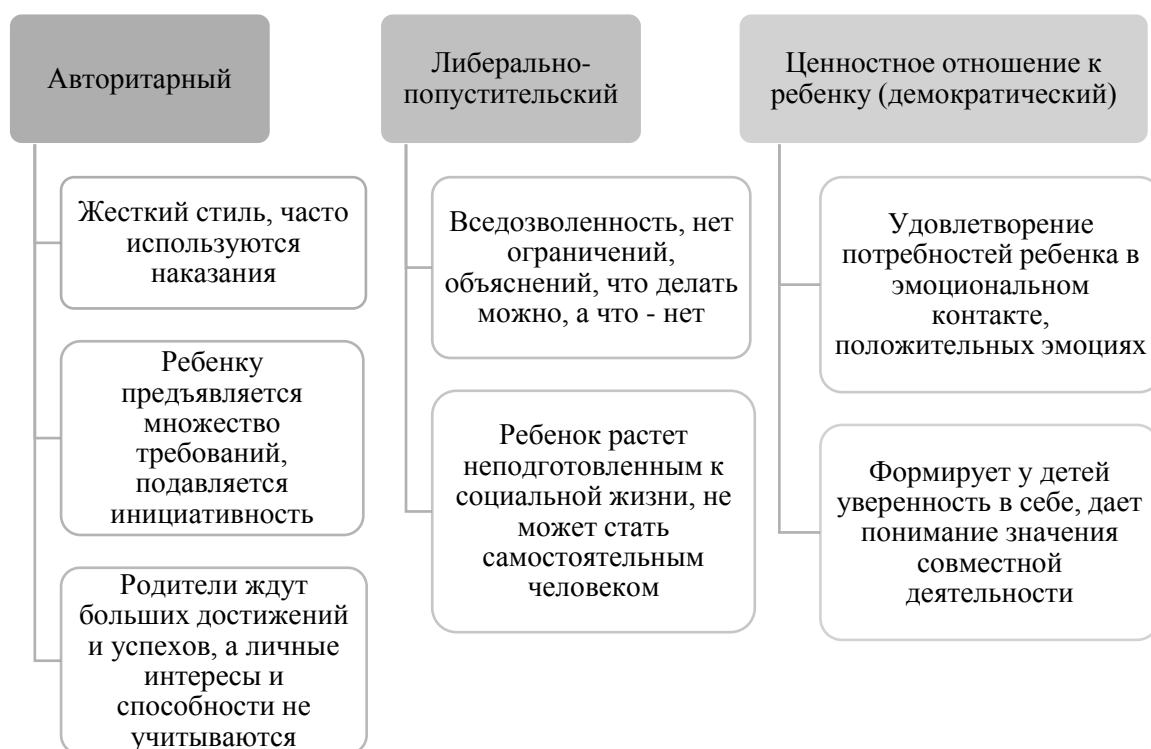 Авторитарный
Жесткий стиль, часто
используются
наказания
Ребенку
предъявляется
множество
требований,
подавляется
инициативность
Родители ждут
больших достижений
и успехов, а личные
интересы и
способности не
учитываются
Либерально-
попустительский
Вседозволенность, нет
ограничений,
объяснений, что делать
можно, а что - нет
Ребенок растет
неподготовленным к
социальной жизни, не
может стать
самостоятельным
человеком
Ценностное отношение к
ребенку (демократический)
Удовлетворение
потребностей ребенка в
эмоциональном
контакте,
положительных эмоциях
Формирует у детей
уверенность в себе, дает
понимание значения
совместной
деятельности